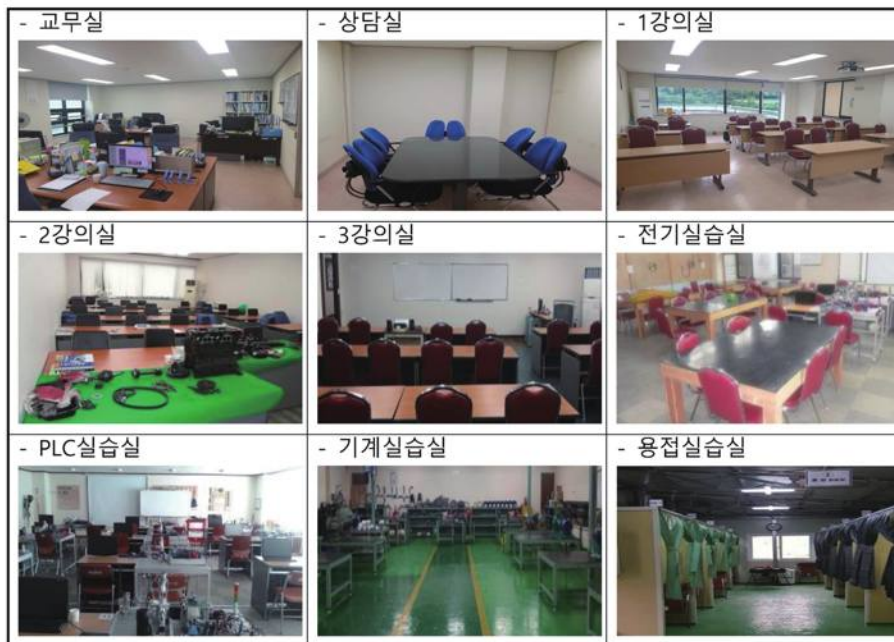 - 교무실
- 상담실
- 1강의실
- 2강의실
- 3강의실
- 전기실습실
- PLC실습실
- 기계실습실
- 용접실습실